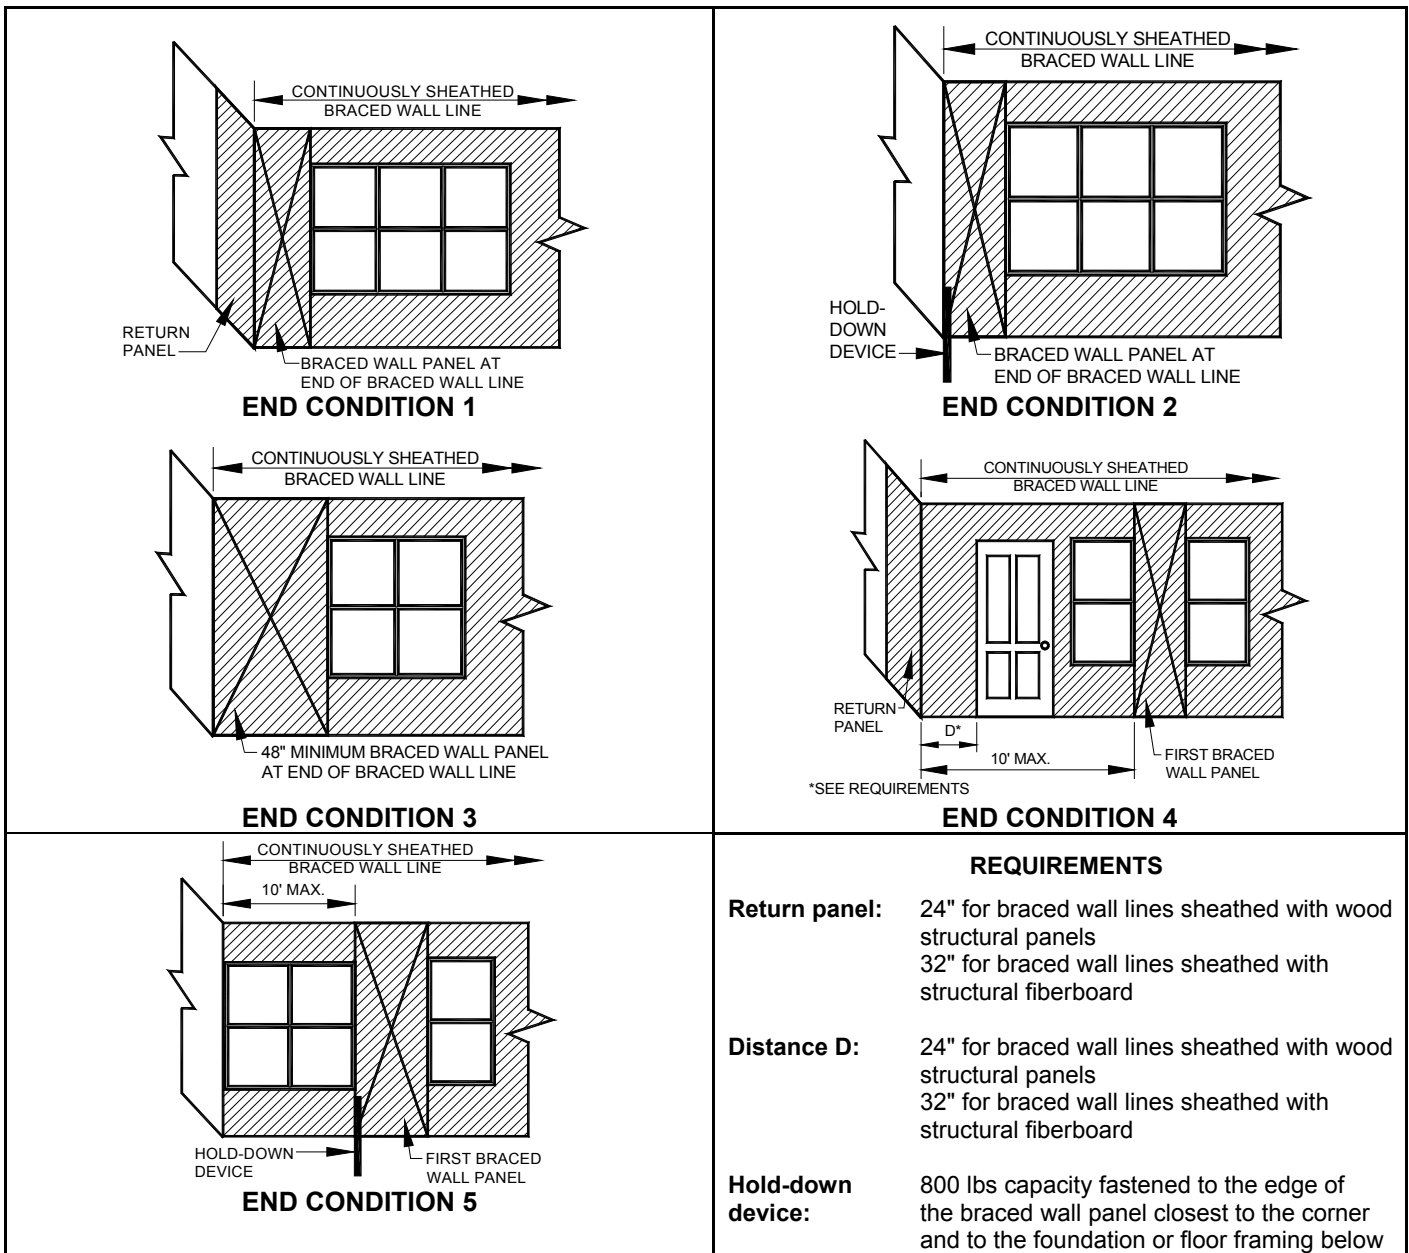 CONTINUOUSLY SHEATHED
BRACED WALL LINE
RETURN
PANEL
BRACED WALL PANEL AT
END OF BRACED WALL LINE
END CONDITION 1
CONTINUOUSLY SHEATHED
BRACED WALL LINE
HOLD-
DOWN
DEVICE
BRACED WALL PANEL AT
END OF BRACED WALL LINE
END CONDITION 2
CONTINUOUSLY SHEATHED
BRACED WALL LINE
48" MINIMUM BRACED WALL PANEL
AT END OF BRACED WALL LINE
END CONDITION 3
CONTINUOUSLY SHEATHED
BRACED WALL LINE
RETURN
PANEL
D*
10' MAX.
FIRST BRACED
WALL PANEL
*SEE REQUIREMENTS
END CONDITION 4
CONTINUOUSLY SHEATHED
BRACED WALL LINE
10' MAX.
HOLD-DOWN
DEVICE
FIRST BRACED
WALL PANEL
END CONDITION 5
REQUIREMENTS
Return panel: 24" for braced wall lines sheathed with wood
structural panels
32" for braced wall lines sheathed with
structural fiberboard
Distance D: 24" for braced wall lines sheathed with wood
structural panels
32" for braced wall lines sheathed with
structural fiberboard
Hold-down 800 lbs capacity fastened to the edge of
device: the braced wall panel closest to the corner
and to the foundation or floor framing below